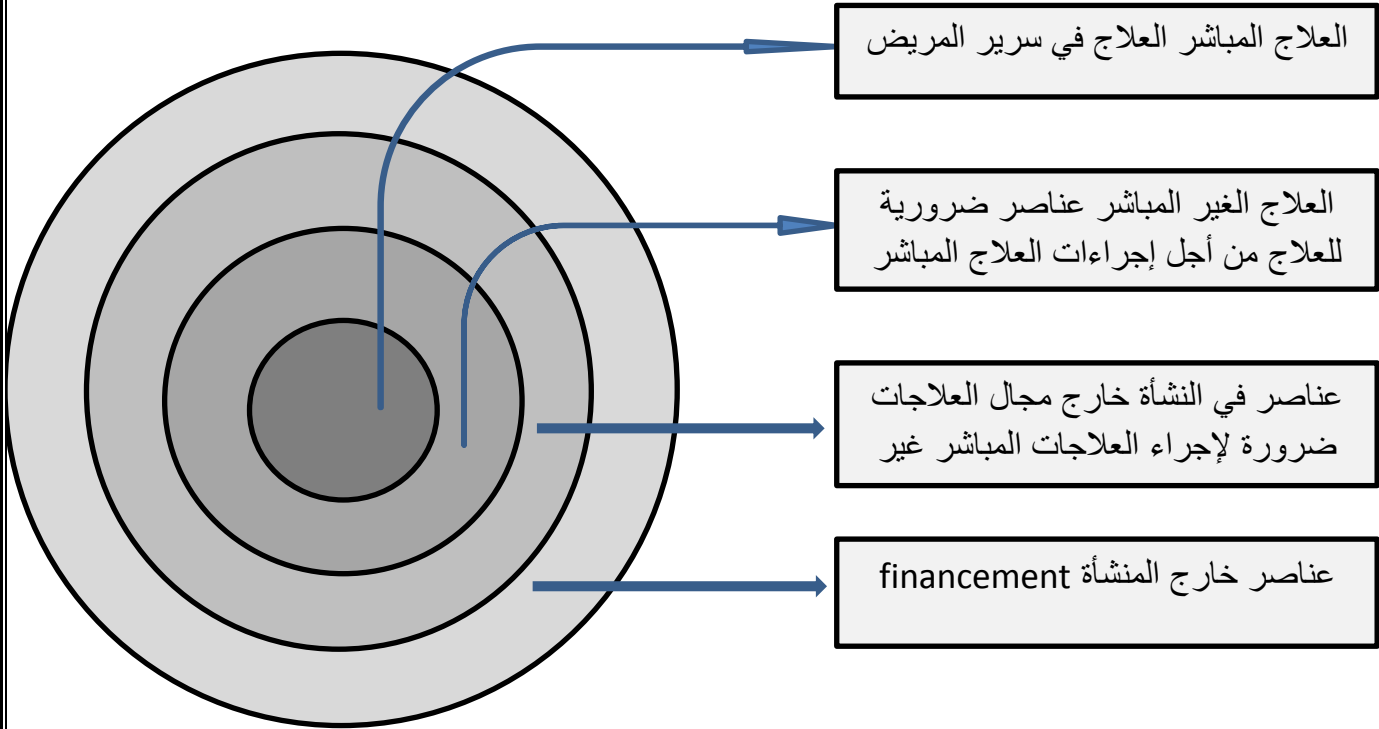 العلاج المباشر العلاج في سرير المريض
العلاج الغير المباشر عناصر ضرورية
للعلاج من أجل إجراءات العلاج المباشر
عناصر في النشأة خارج مجال العلاجات
ضرورة لإجراء العلاجات المباشر غير
عناصر خارج المنشأة financement